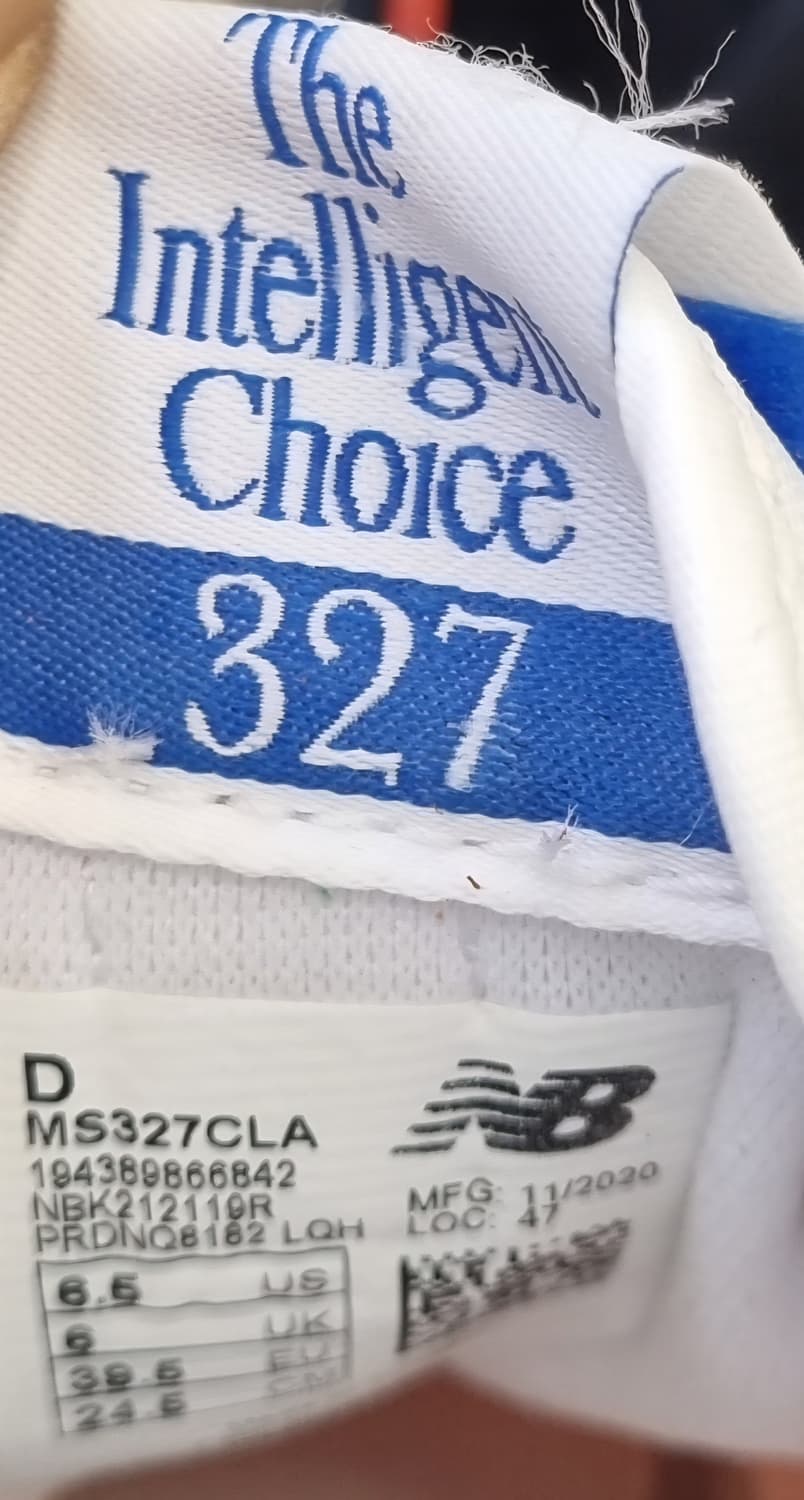 The
Intelligent
Choice
327
D
MS327CLA
NB
194389866842
NBK212119R
PRDNQ8182 LQH
MFG: 11/2020
LOC: 47
6.5 US
6 UK
39.5 EU
24.5 CM